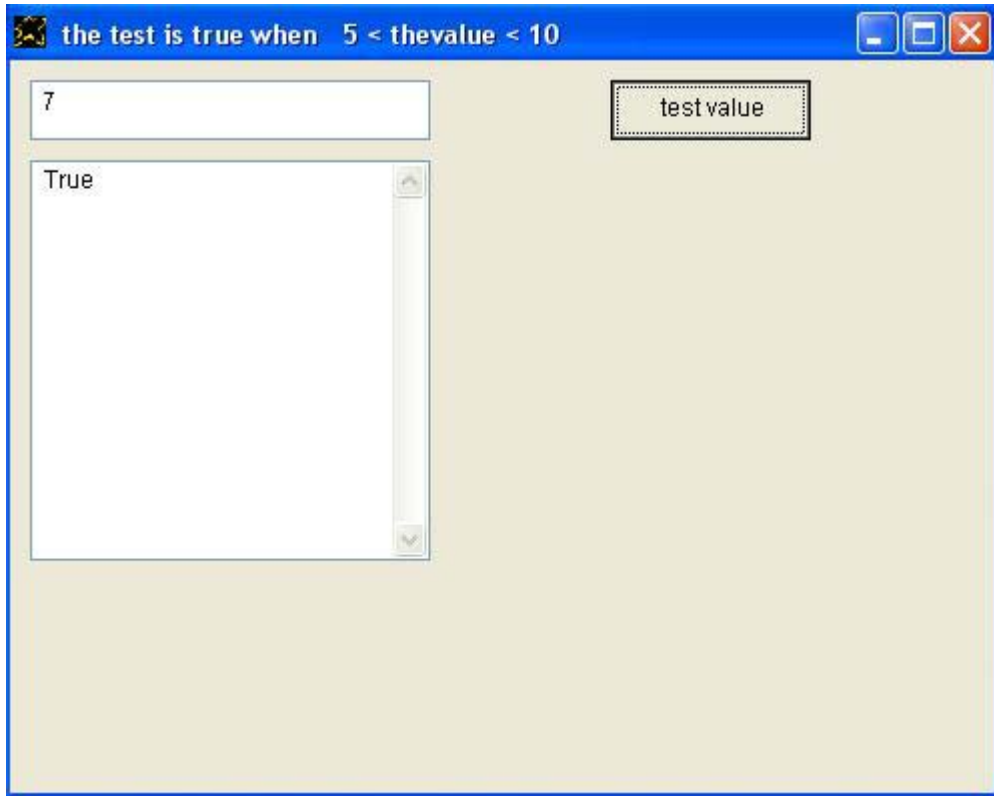 the test is true when 5 < thevalue < 10
7
test value
True